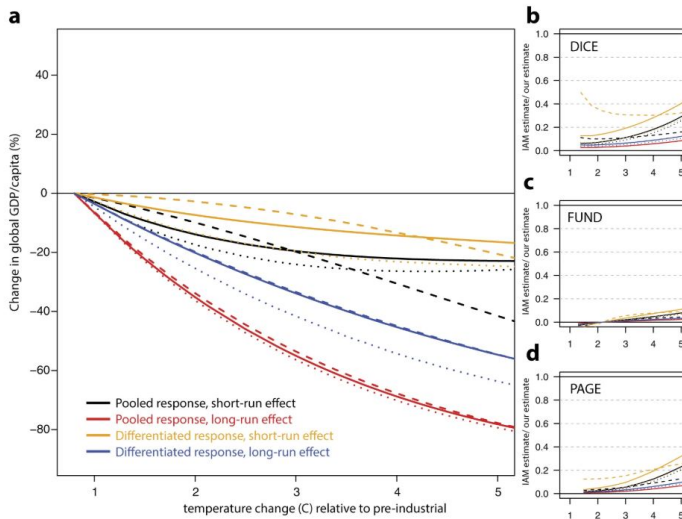 a
Change in global GDP/capita (%)
40
20
0
−20
−40
−60
−80
Pooled response, short-run effect
Pooled response, long-run effect
Differentiated response, short-run effect
Differentiated response, long-run effect
1 2 3 4 5
temperature change (C) relative to pre-industrial
b
IAM estimate/ our estimate
1.0
DICE
0.8
0.6
0.4
0.2
0.0
1 2 3 4 5
c
IAM estimate/ our estimate
1.0
FUND
0.8
0.6
0.4
0.2
0.0
1 2 3 4 5
d
IAM estimate/ our estimate
1.0
PAGE
0.8
0.6
0.4
0.2
0.0
1 2 3 4 5